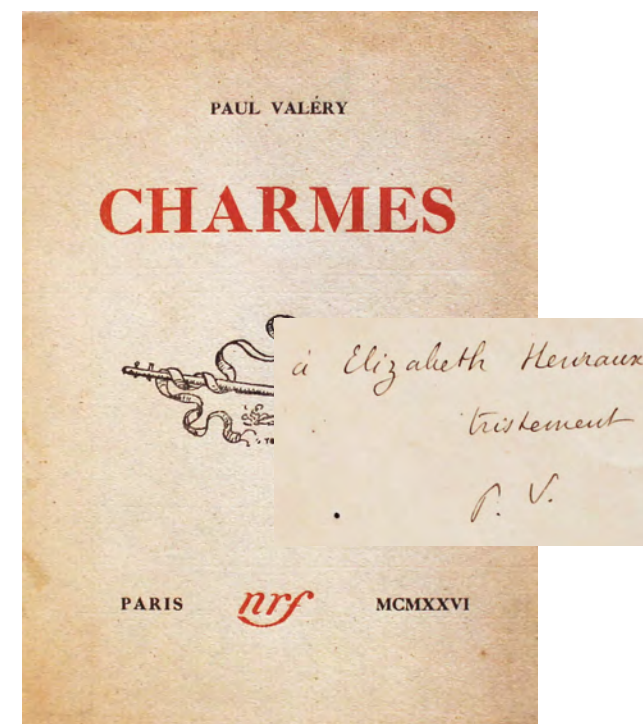 PAUL VALÉRY
CHARMES
à Elizabeth Henraux
tristement
P. V.
PARIS nrf MCMXXVI